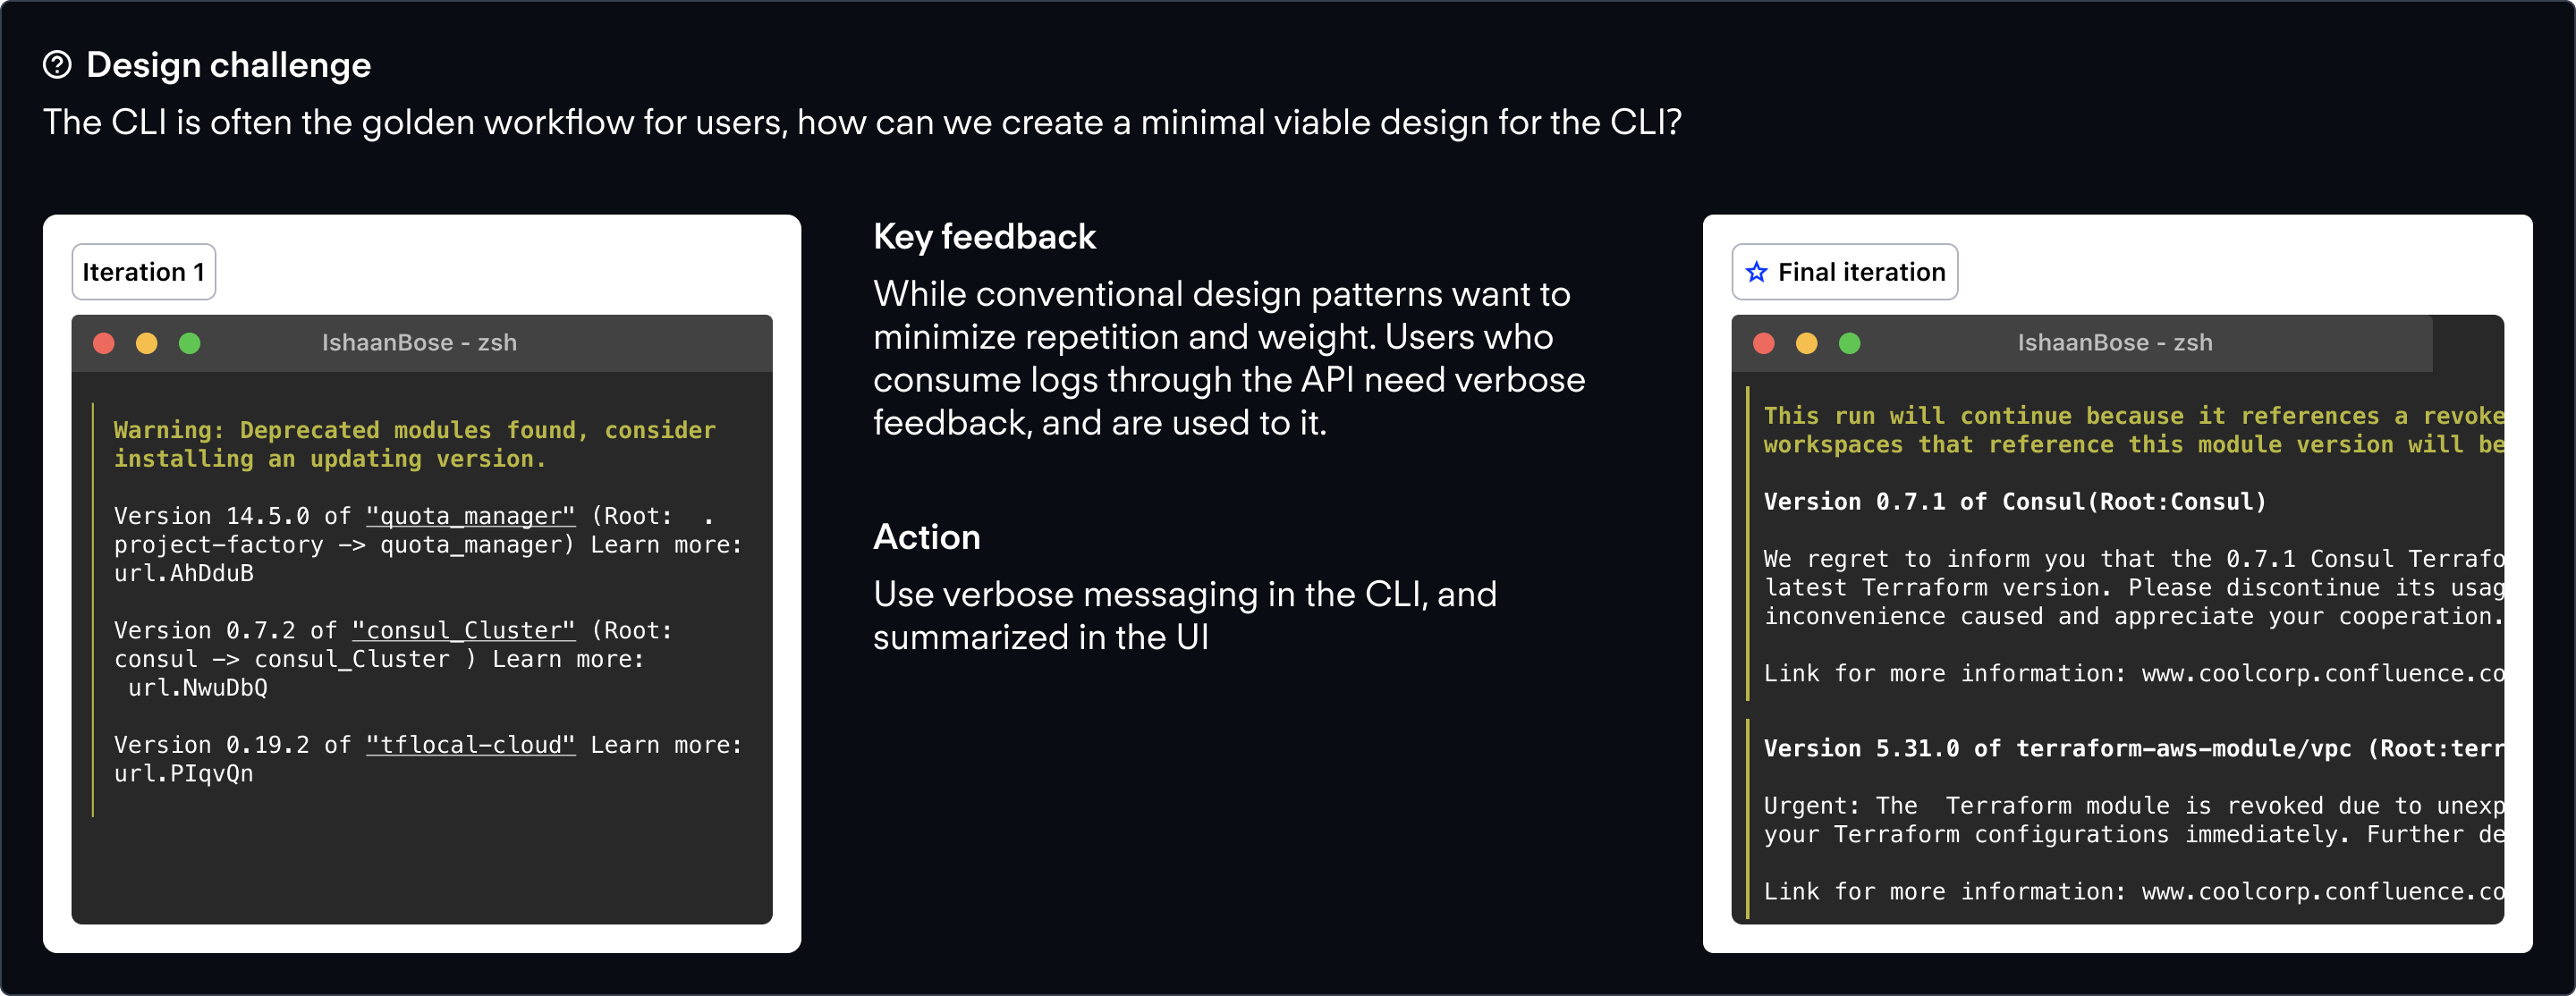 Design challenge
The CLI is often the golden workflow for users, how can we create a minimal viable design for the CLI?
Iteration 1
IshaanBose - zsh
Warning: Deprecated modules found, consider
installing an updating version.
Version 14.5.0 of "quota_manager" (Root:  .
project-factory -> quota_manager) Learn more:
url.AhDduB
Version 0.7.2 of "consul_Cluster" (Root:
consul -> consul_Cluster ) Learn more:
url.NwuDbQ
Version 0.19.2 of "tflocal-cloud" Learn more:
url.PIqvQn
Key feedback
While conventional design patterns want to
minimize repetition and weight. Users who
consume logs through the API need verbose
feedback, and are used to it.
Action
Use verbose messaging in the CLI, and
summarized in the UI
Final iteration
IshaanBose - zsh
This run will continue because it references a revoke
workspaces that reference this module version will be
Version 0.7.1 of Consul(Root:Consul)
We regret to inform you that the 0.7.1 Consul Terrafo
latest Terraform version. Please discontinue its usag
inconvenience caused and appreciate your cooperation.
Link for more information: www.coolcorp.confluence.co
Version 5.31.0 of terraform-aws-module/vpc (Root:terr
Urgent: The  Terraform module is revoked due to unexp
your Terraform configurations immediately. Further de
Link for more information: www.coolcorp.confluence.co